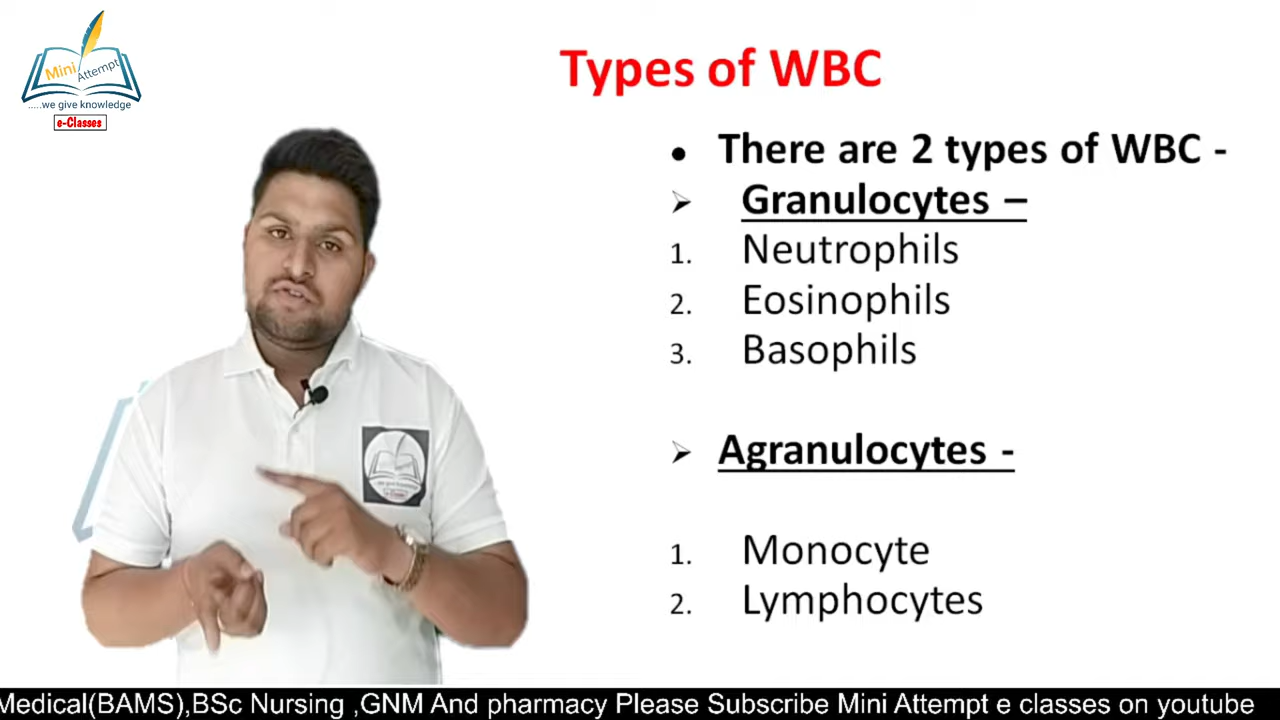 Mini Attempt
.....we give knowledge
e-Classes
Types of WBC
• There are 2 types of WBC -
➢ Granulocytes –
1. Neutrophils
2. Eosinophils
3. Basophils
➢ Agranulocytes -
1. Monocyte
2. Lymphocytes
Medical(BAMS),BSc Nursing ,GNM And pharmacy Please Subscribe Mini Attempt e classes on youtube